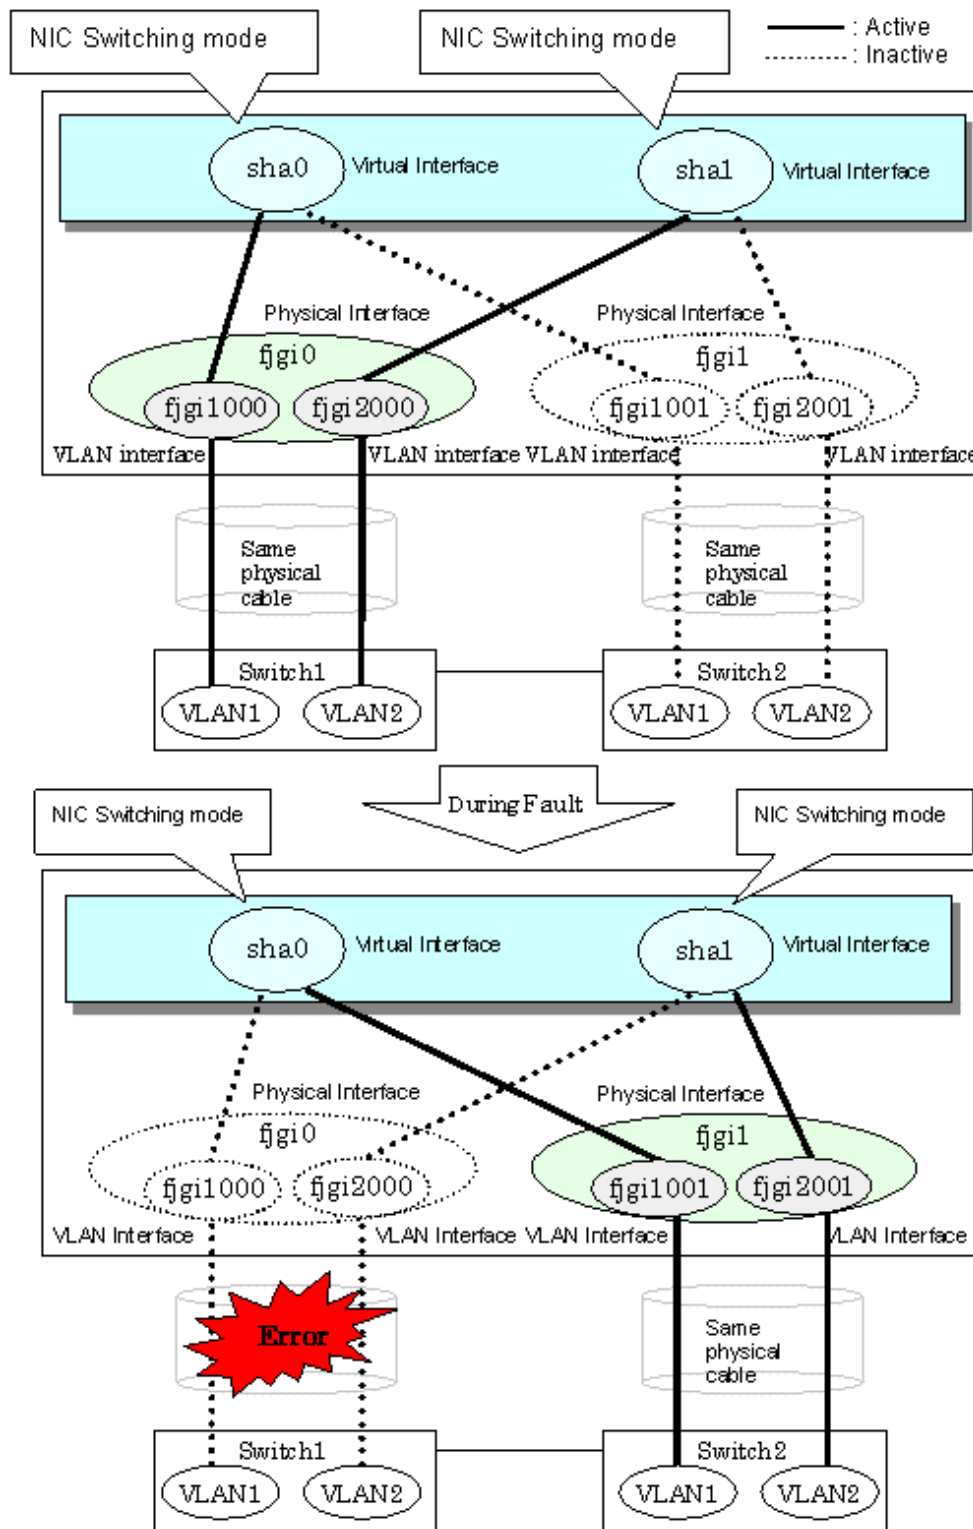 NIC Switching mode
NIC Switching mode
: Active
: Inactive
sha0
Virtual Interface
sha1
Virtual Interface
Physical Interface
Physical Interface
fjgi0
fjgi1
fjgi1000
fjgi2000
fjgi1001
fjgi2001
VLAN interface
VLAN interface
VLAN interface
VLAN interface
Same
physical
cable
Same
physical
cable
Switch1
Switch2
VLAN1
VLAN2
VLAN1
VLAN2
During Fault
NIC Switching mode
NIC Switching mode
sha0
Virtual Interface
sha1
Virtual Interface
Physical Interface
Physical Interface
fjgi0
fjgi1
fjgi1000
fjgi2000
fjgi1001
fjgi2001
VLAN Interface
VLAN Interface
VLAN Interface
VLAN Interface
Error
Same
physical
cable
Switch1
Switch2
VLAN1
VLAN2
VLAN1
VLAN2